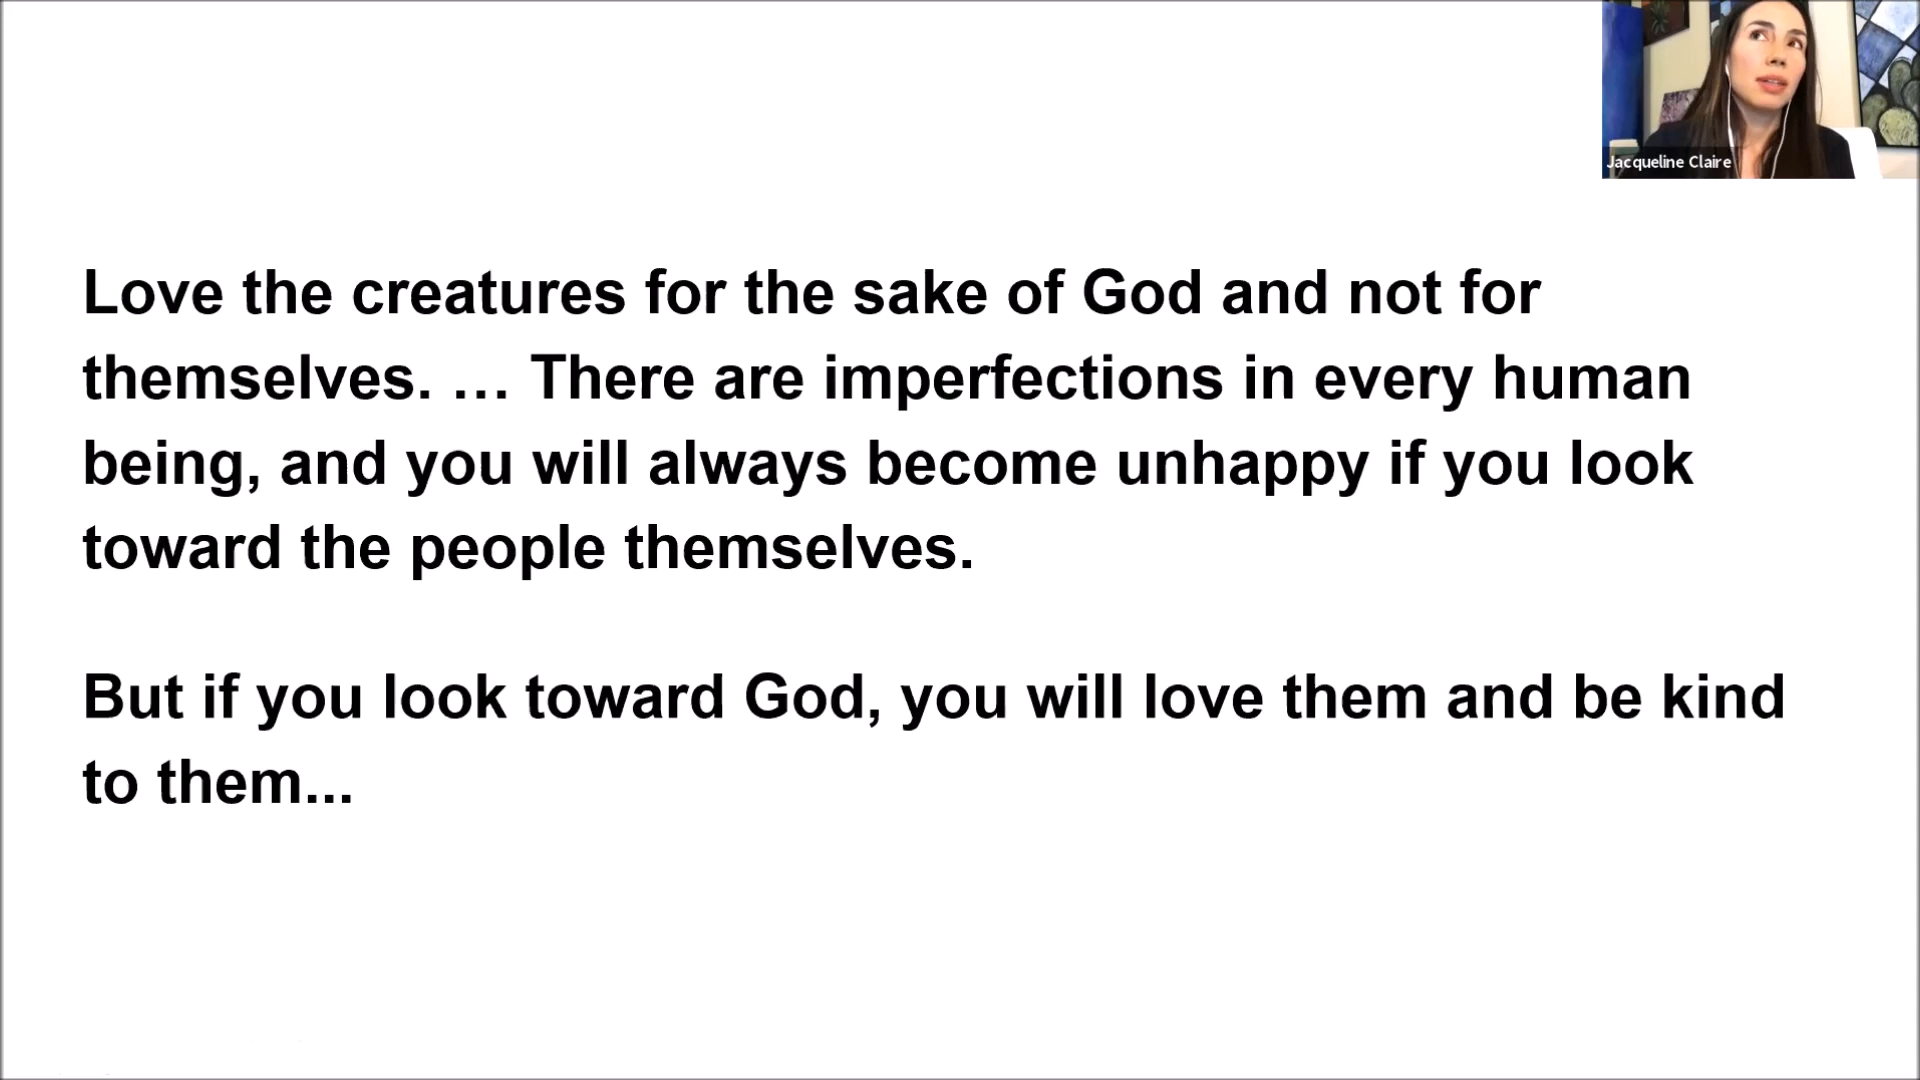 Jacqueline Claire
Love the creatures for the sake of God and not for
themselves. … There are imperfections in every human
being, and you will always become unhappy if you look
toward the people themselves.
But if you look toward God, you will love them and be kind
to them...